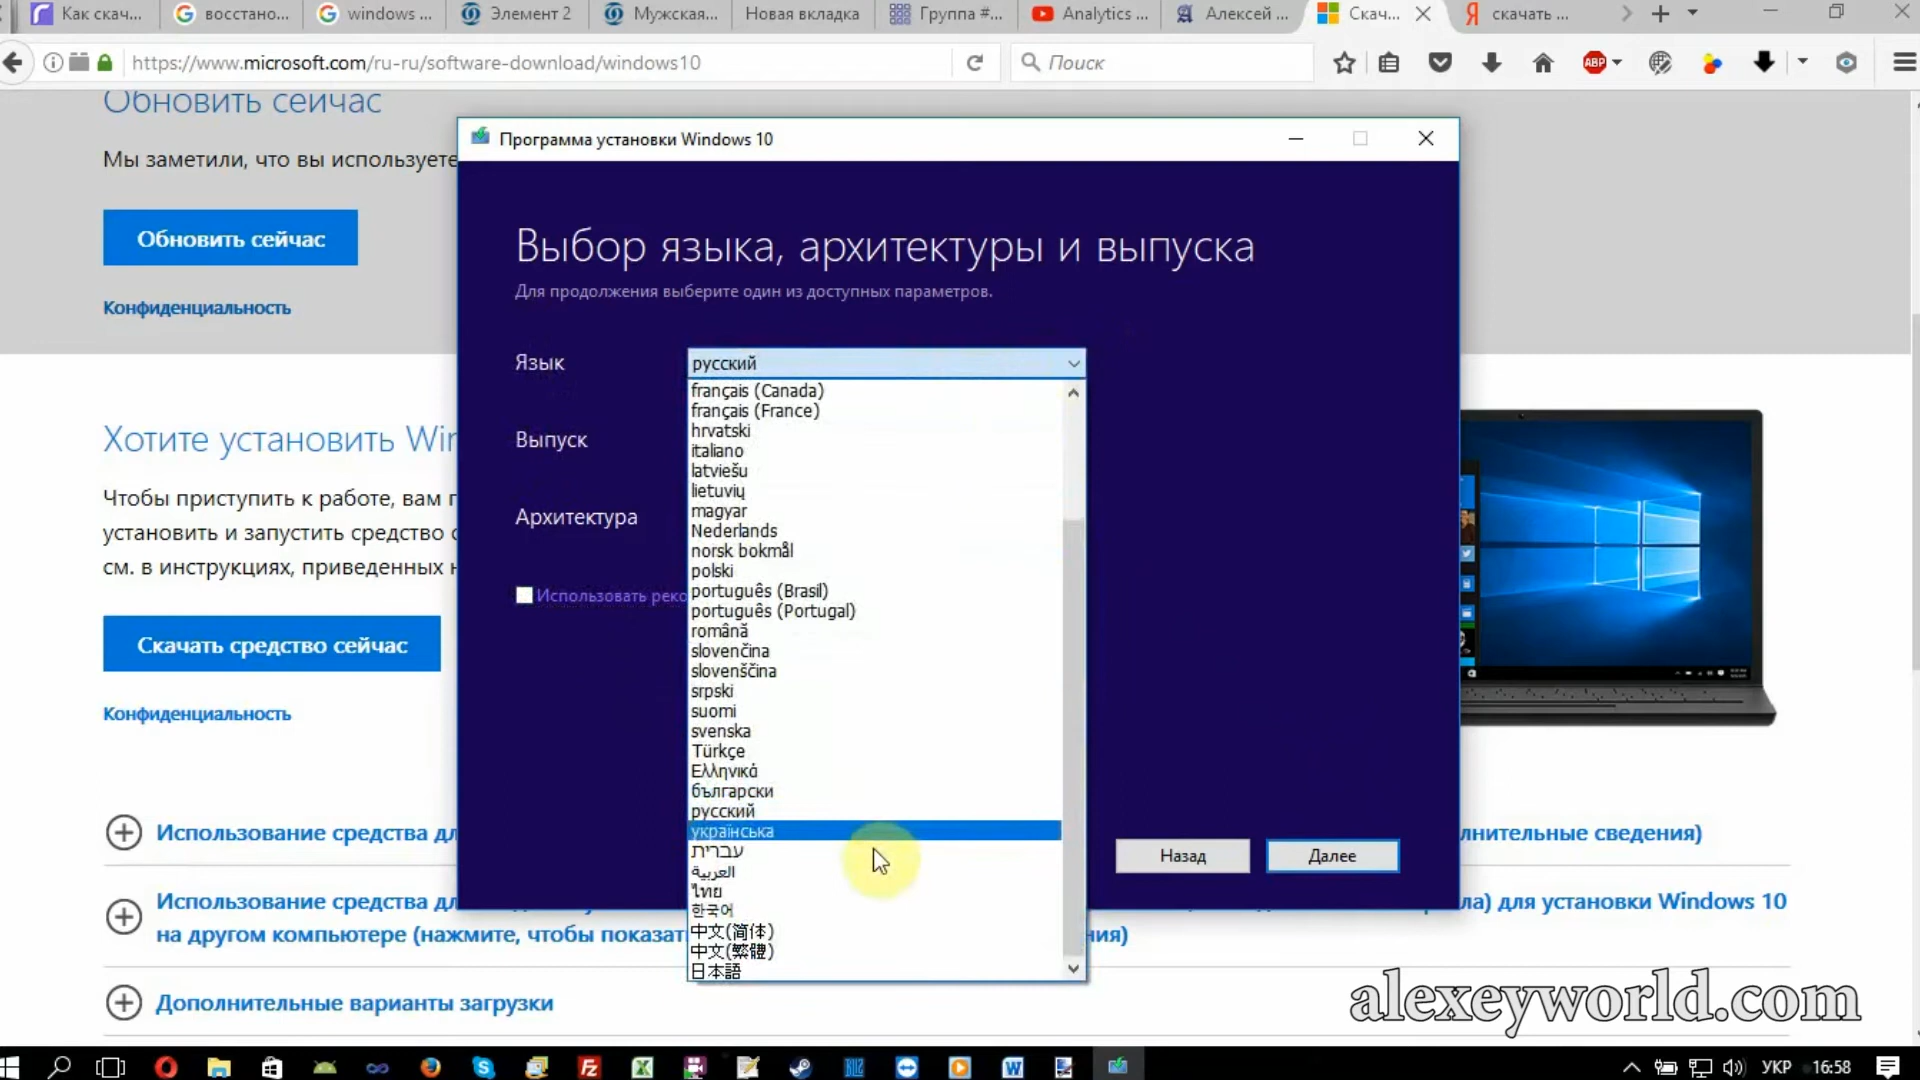 Как скач...
восстано...
windows ...
Элемент 2
Мужская...
Новая вкладка
Группа #...
Analytics ...
Алексей ...
Скач...
скачать ...
https://www.microsoft.com/ru-ru/software-download/windows10
Поиск
ABP
Обновить сейчас
Мы заметили, что вы используете
Обновить сейчас
Конфиденциальность
Хотите установить Wir
Чтобы приступить к работе, вам
установить и запустить средство
см. в инструкциях, приведенных
Скачать средство сейчас
Конфиденциальность
Программа установки Windows 10
Выбор языка, архитектуры и выпуска
Для продолжения выберите один из доступных параметров.
Язык
русский
Выпуск
Архитектура
Использовать реко
français (Canada)
français (France)
hrvatski
italiano
latviešu
lietuvių
magyar
Nederlands
norsk bokmål
polski
português (Brasil)
português (Portugal)
română
slovenčina
slovenščina
srpski
suomi
svenska
Türkçe
Ελληνικά
български
русский
українська
עברית
العربية
ไทย
한국어
中文(简体)
中文(繁體)
日本語
Назад
Далее
Использование средства дл
лнительные сведения)
Использование средства дл
ла) для установки Windows 10
на другом компьютере (нажмите, чтобы показат
ния)
Дополнительные варианты загрузки
alexeyworld.com
УКР
16:58